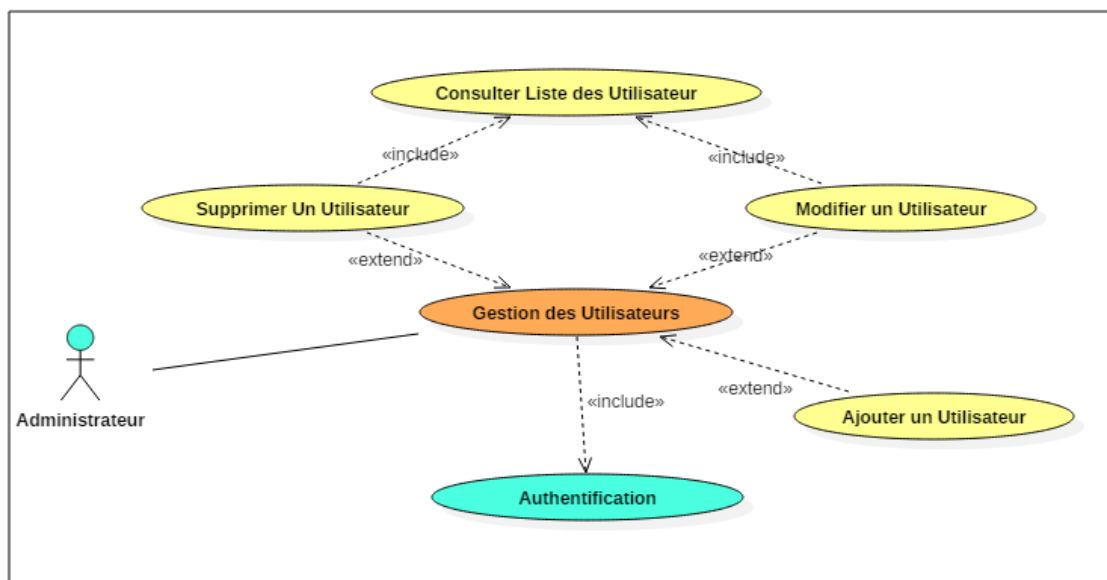 Consulter Liste des Utilisateur
«include»
«include»
Supprimer Un Utilisateur
Modifier un Utilisateur
«extend»
«extend»
Gestion des Utilisateurs
Administrateur
«extend»
«include»
Ajouter un Utilisateur
Authentification